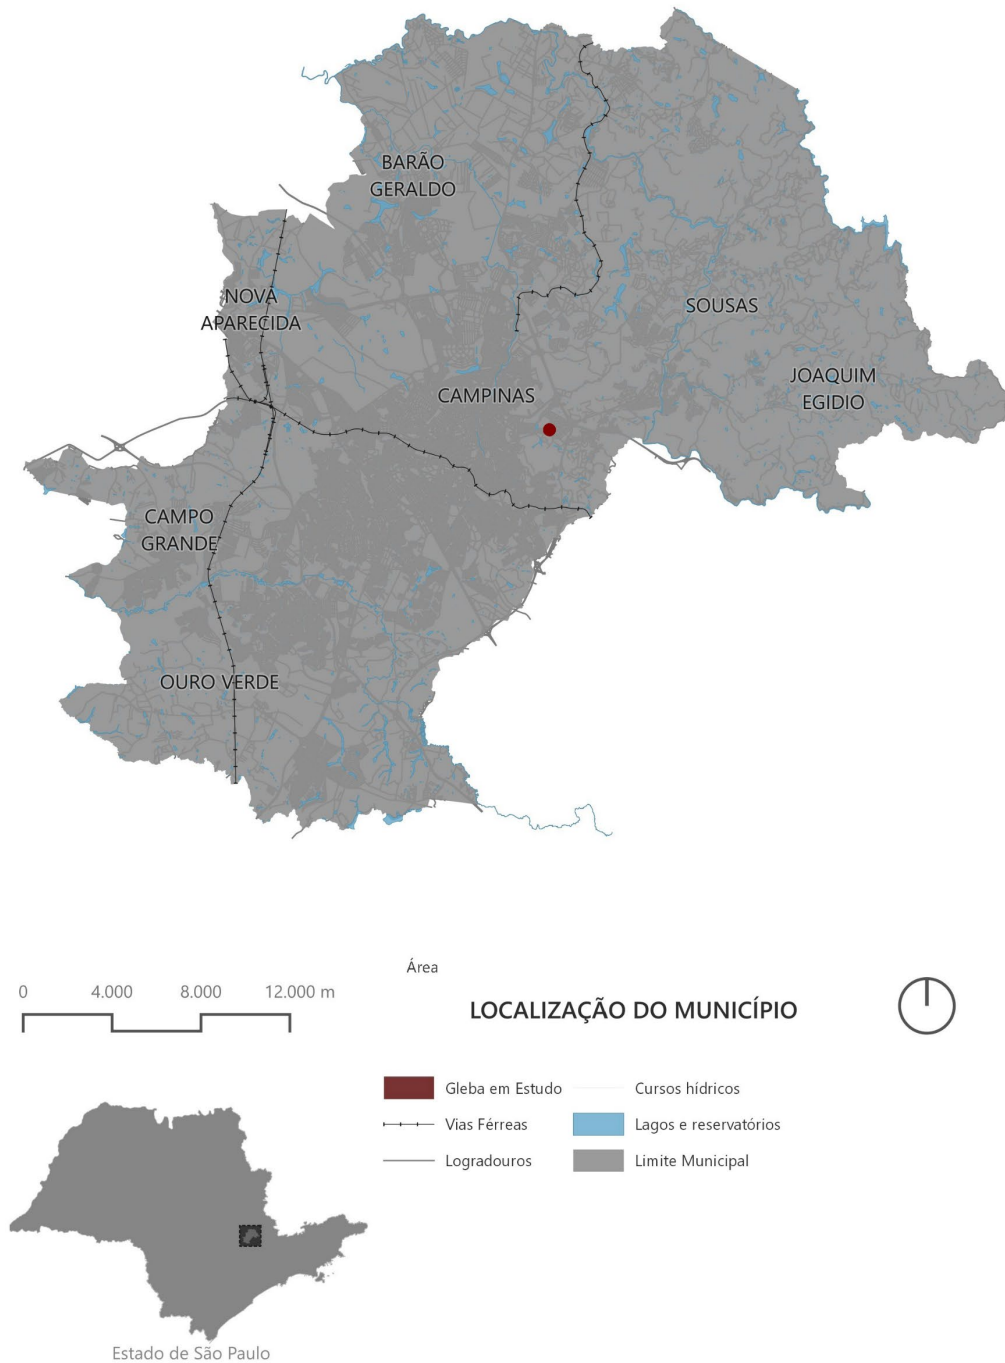 BARÃO
GERALDO
NOVA
APARECIDA
SOUSAS
JOAQUIM
EGIDIO
CAMPINAS
CAMPO
GRANDE
OURO VERDE
Área
0 4.000 8.000 12.000 m
LOCALIZAÇÃO DO MUNICÍPIO
Gleba em Estudo
Cursos hídricos
Vias Férreas
Lagos e reservatórios
Logradouros
Limite Municipal
Estado de São Paulo